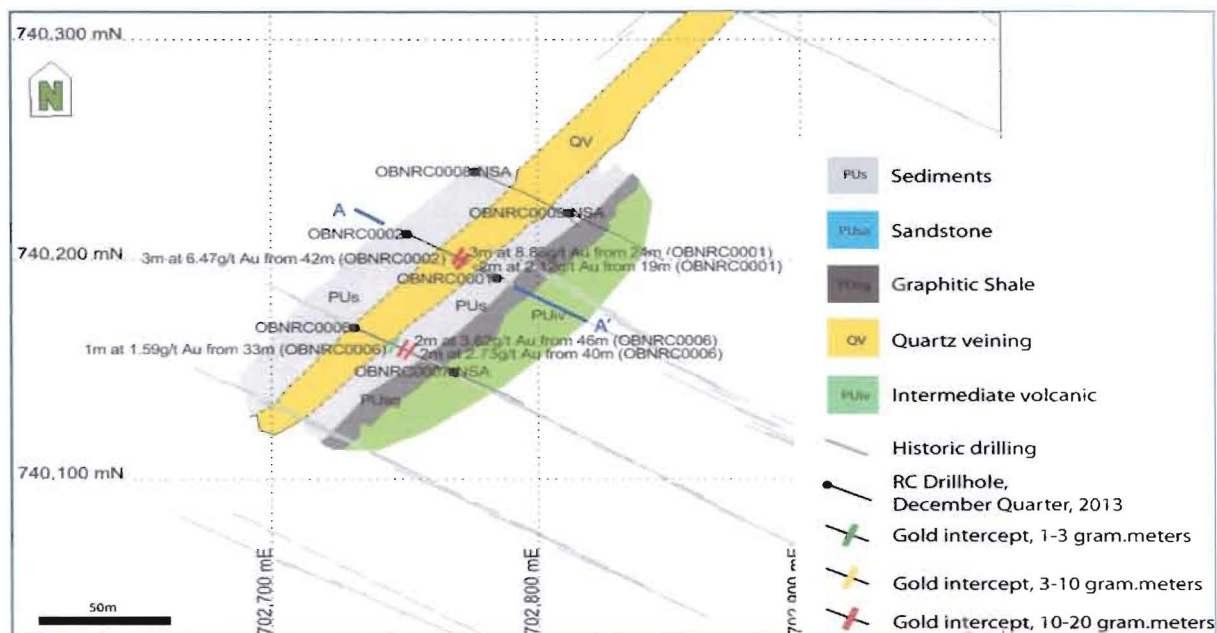 740,300 mN
N
QV
OBNRC0008 NSA
A
OBNRC0009 NSA
OBNRC0002
740,200 mN
3m at 6.47g/t Au from 42m (OBNRC0002)
3m at Au from 24m (OBNRC0001)
2m at 2.12g/t Au from 19m (OBNRC0001)
OBNRC0001
PUs
PUs
PUiv
A'
OBNRC0006
1m at 1.59g/t Au from 33m (OBNRC0006)
2m at 3.62g/t Au from 46m (OBNRC0006)
2m at 2.73g/t Au from 40m (OBNRC0006)
OBNRC0007 NSA
PUsg
740,100 mN
702,700 mE
702,800 mE
702,900 mE
50m
PUs Sediments
PUsa Sandstone
PUsg Graphitic Shale
QV Quartz veining
PUiv Intermediate volcanic
Historic drilling
RC Drillhole,
December Quarter, 2013
Gold intercept, 1-3 gram.meters
Gold intercept, 3-10 gram.meters
Gold intercept, 10-20 gram.meters